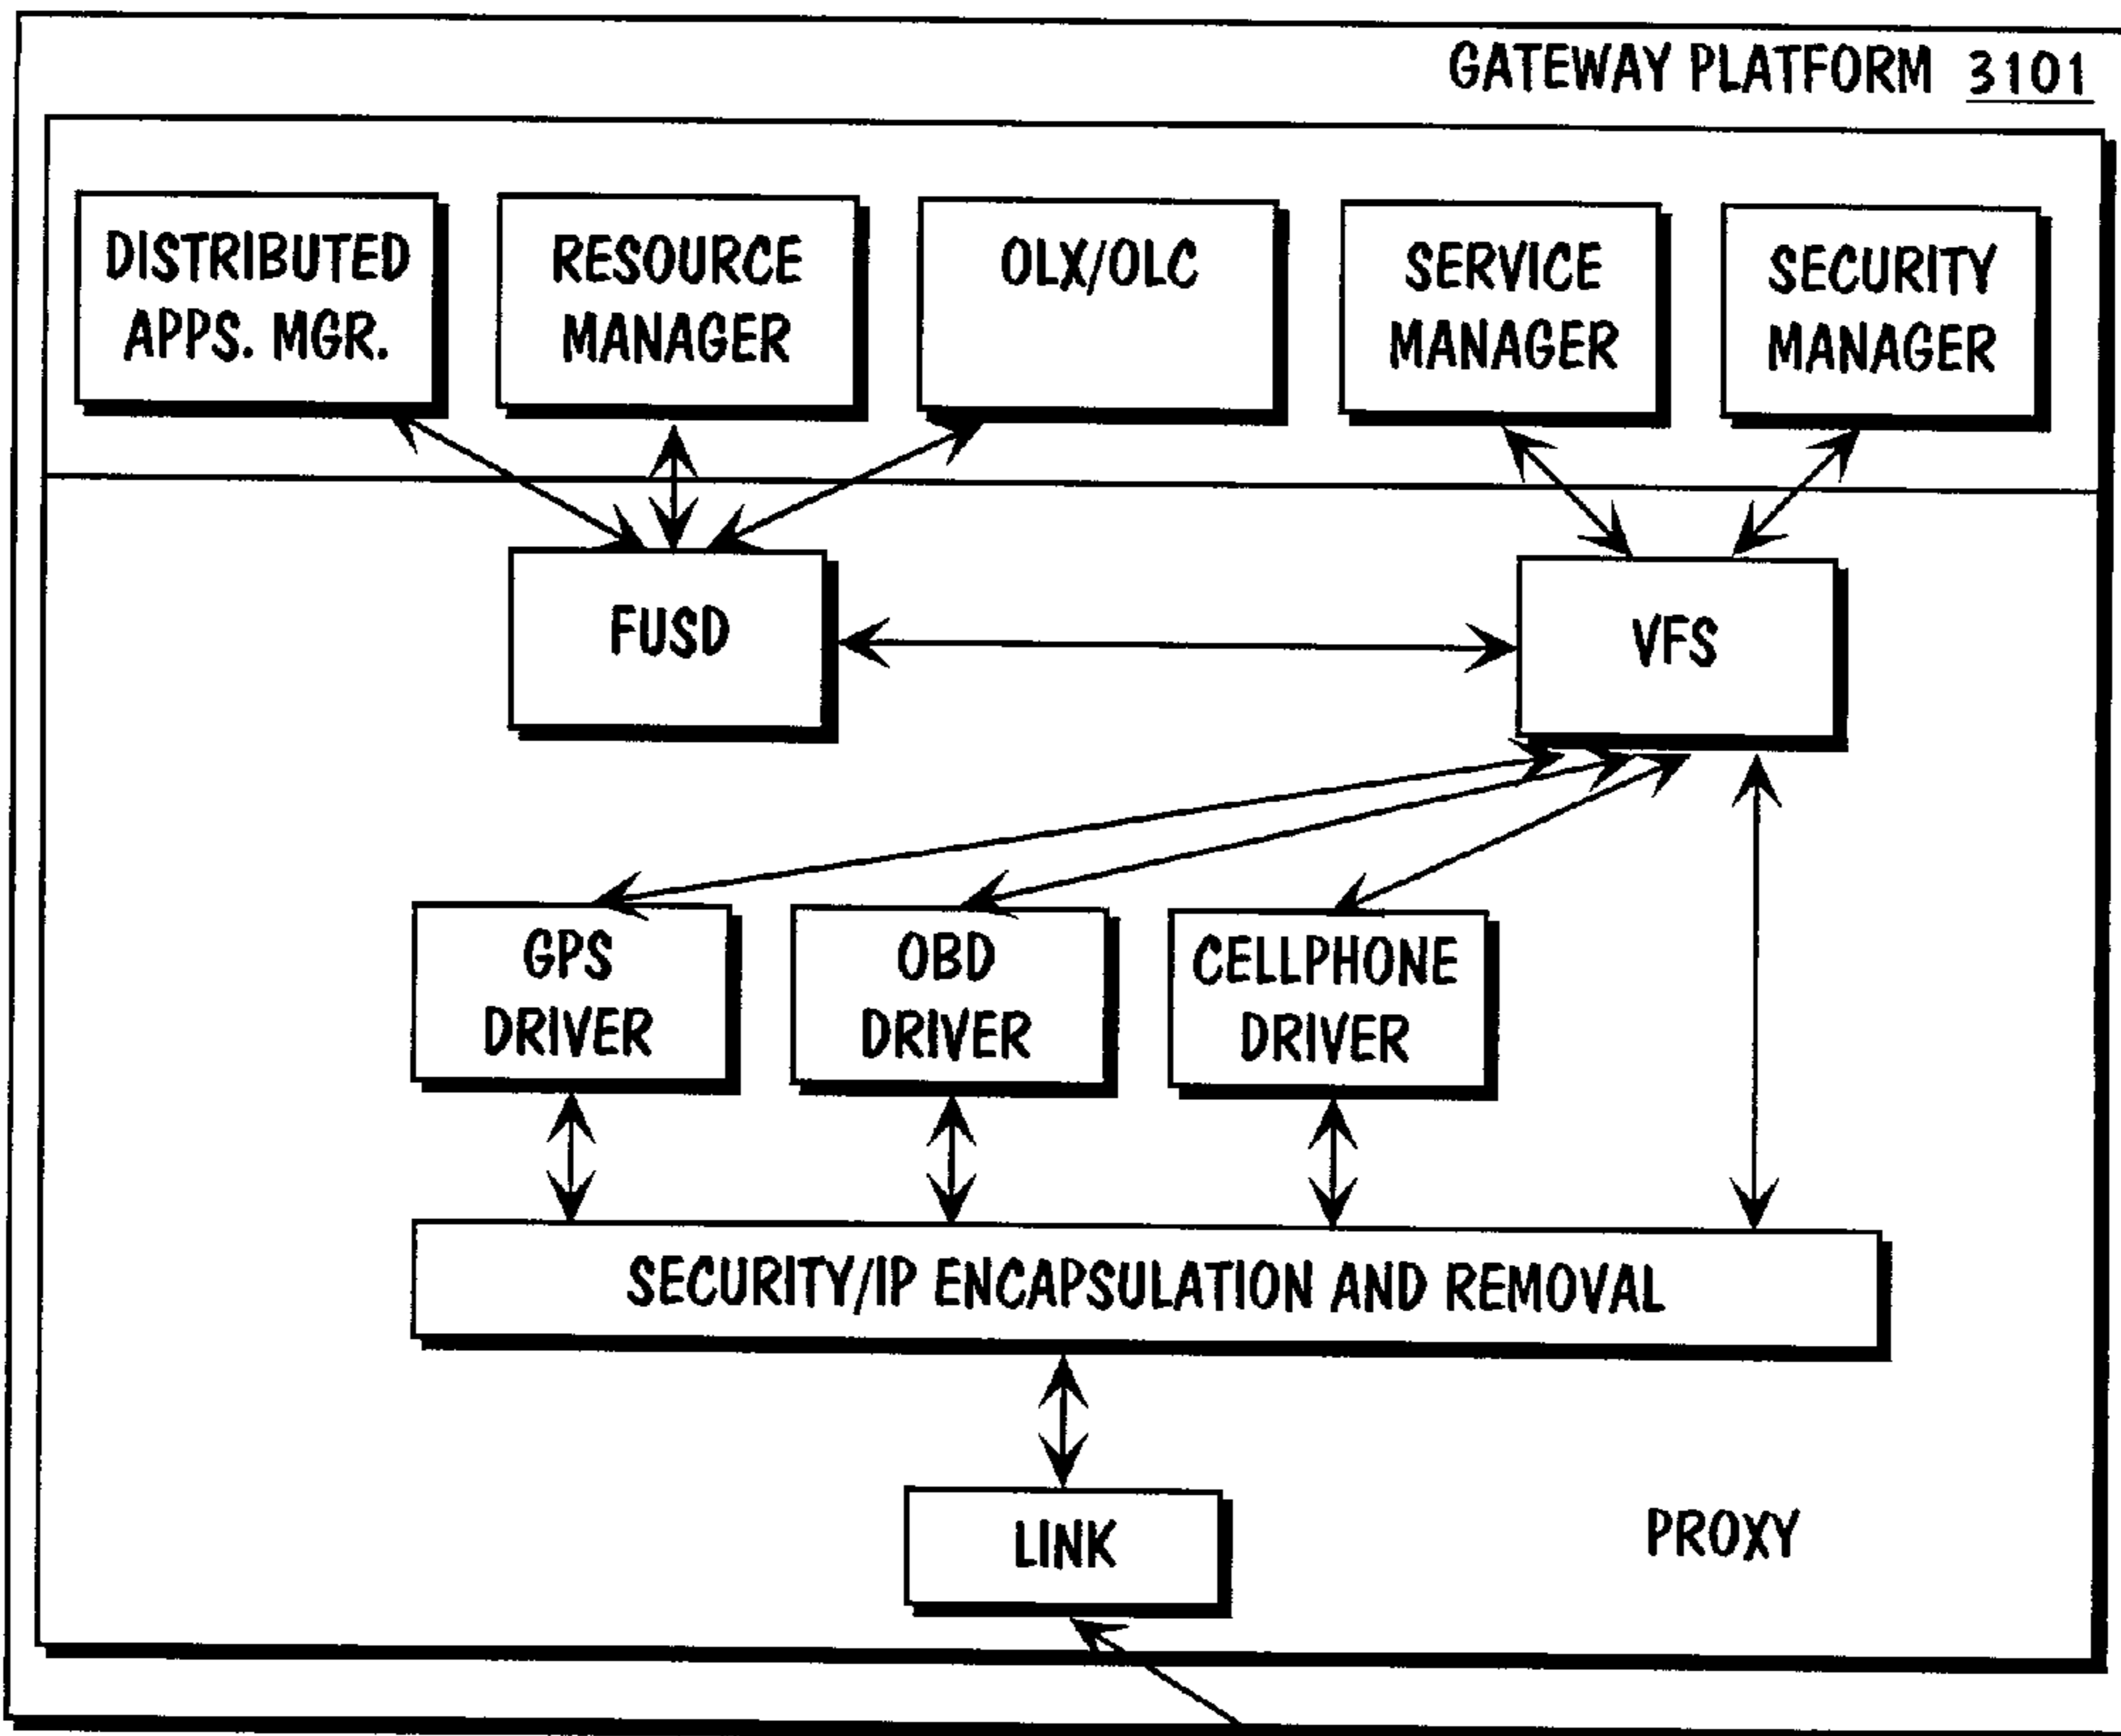 GATEWAY PLATFORM 3101
DISTRIBUTED
APPS. MGR.
RESOURCE
MANAGER
OLX/OLC
SERVICE
MANAGER
SECURITY
MANAGER
FUSD
VFS
GPS
DRIVER
OBD
DRIVER
CELLPHONE
DRIVER
SECURITY/IP ENCAPSULATION AND REMOVAL
LINK
PROXY